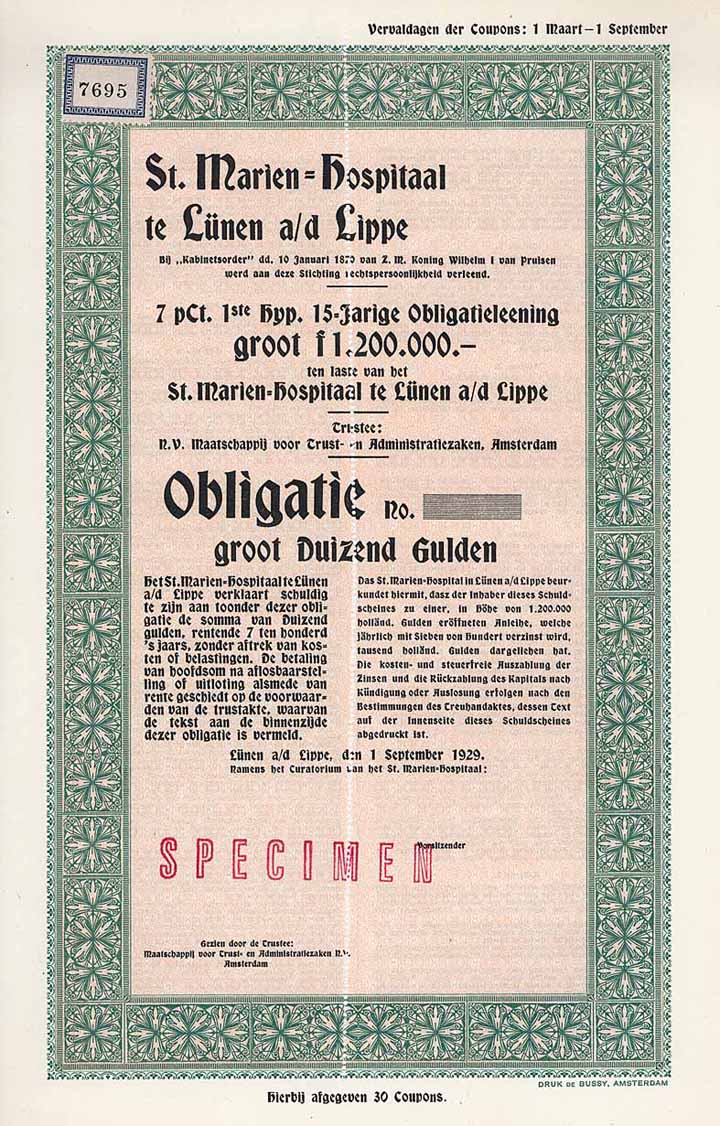 Vervaldagen der Coupons: 1 Maart—1 September
7695
St. Marien=Hospitaal
te Lünen a/d Lippe
Bij „Kabinetsorder" dd. 10 Januari 1870 van Z. M. Koning Wilhelm I van Pruisen
werd aan deze Stichting rechtspersoonlijkheid verleend.
7 pCt. 1ste Hyp. 15=Jarige Obligatieleening
groot f 1.200.000.—
ten laste van het
St. Marien=Hospitaal te Lünen a/d Lippe
Trustee:
N.V. Maatschappij voor Trust- en Administratiezaken, Amsterdam
Obligatie No.
groot Duizend Gulden
Het St. Marien=Hospitaal te Lünen
a/d Lippe verklaart schuldig
te zijn aan toonder dezer obli=
gatie de somma van Duizend
gulden, rentende 7 ten honderd
's jaars, zonder aftrek van kos=
ten of belastingen. De betaling
van hoofdsom na aflosbaarstel=
ling of uitloting alsmede van
rente geschiedt op de voorwaar=
den van de trustakte, waarvan
de tekst aan de binnenzijde
dezer obligatie is vermeld.
Das St. Marien=Hospital in Lünen a/d Lippe beur=
kundet hiermit, dasz der Inhaber dieses Schuld=
scheines zu einer, in Höhe von 1.200.000
holländ. Gulden eröffneten Anleihe, welche
jährlich mit Sieben von Hundert verzinst wird,
tausend holländ. Gulden dargeliehen hat.
Die kosten- und steuerfreie Auszahlung der
Zinsen und die Rückzahlung des Kapitals nach
Kündigung oder Auslosung erfolgen nach den
Bestimmungen des Treuhandaktes, dessen Text
auf der Innenseite dieses Schuldscheines
abgedruckt ist.
Lünen a/d Lippe, den 1 September 1929.
Namens het Curatorium van het St. Marien=Hospitaal:
Vorsitzender
SPECIMEN
Gezien door de Trustee:
Maatschappij voor Trust- en Administratiezaken N.V.
Amsterdam
DRUK DE BUSSY, AMSTERDAM
Hierbij afgegeven 30 Coupons.